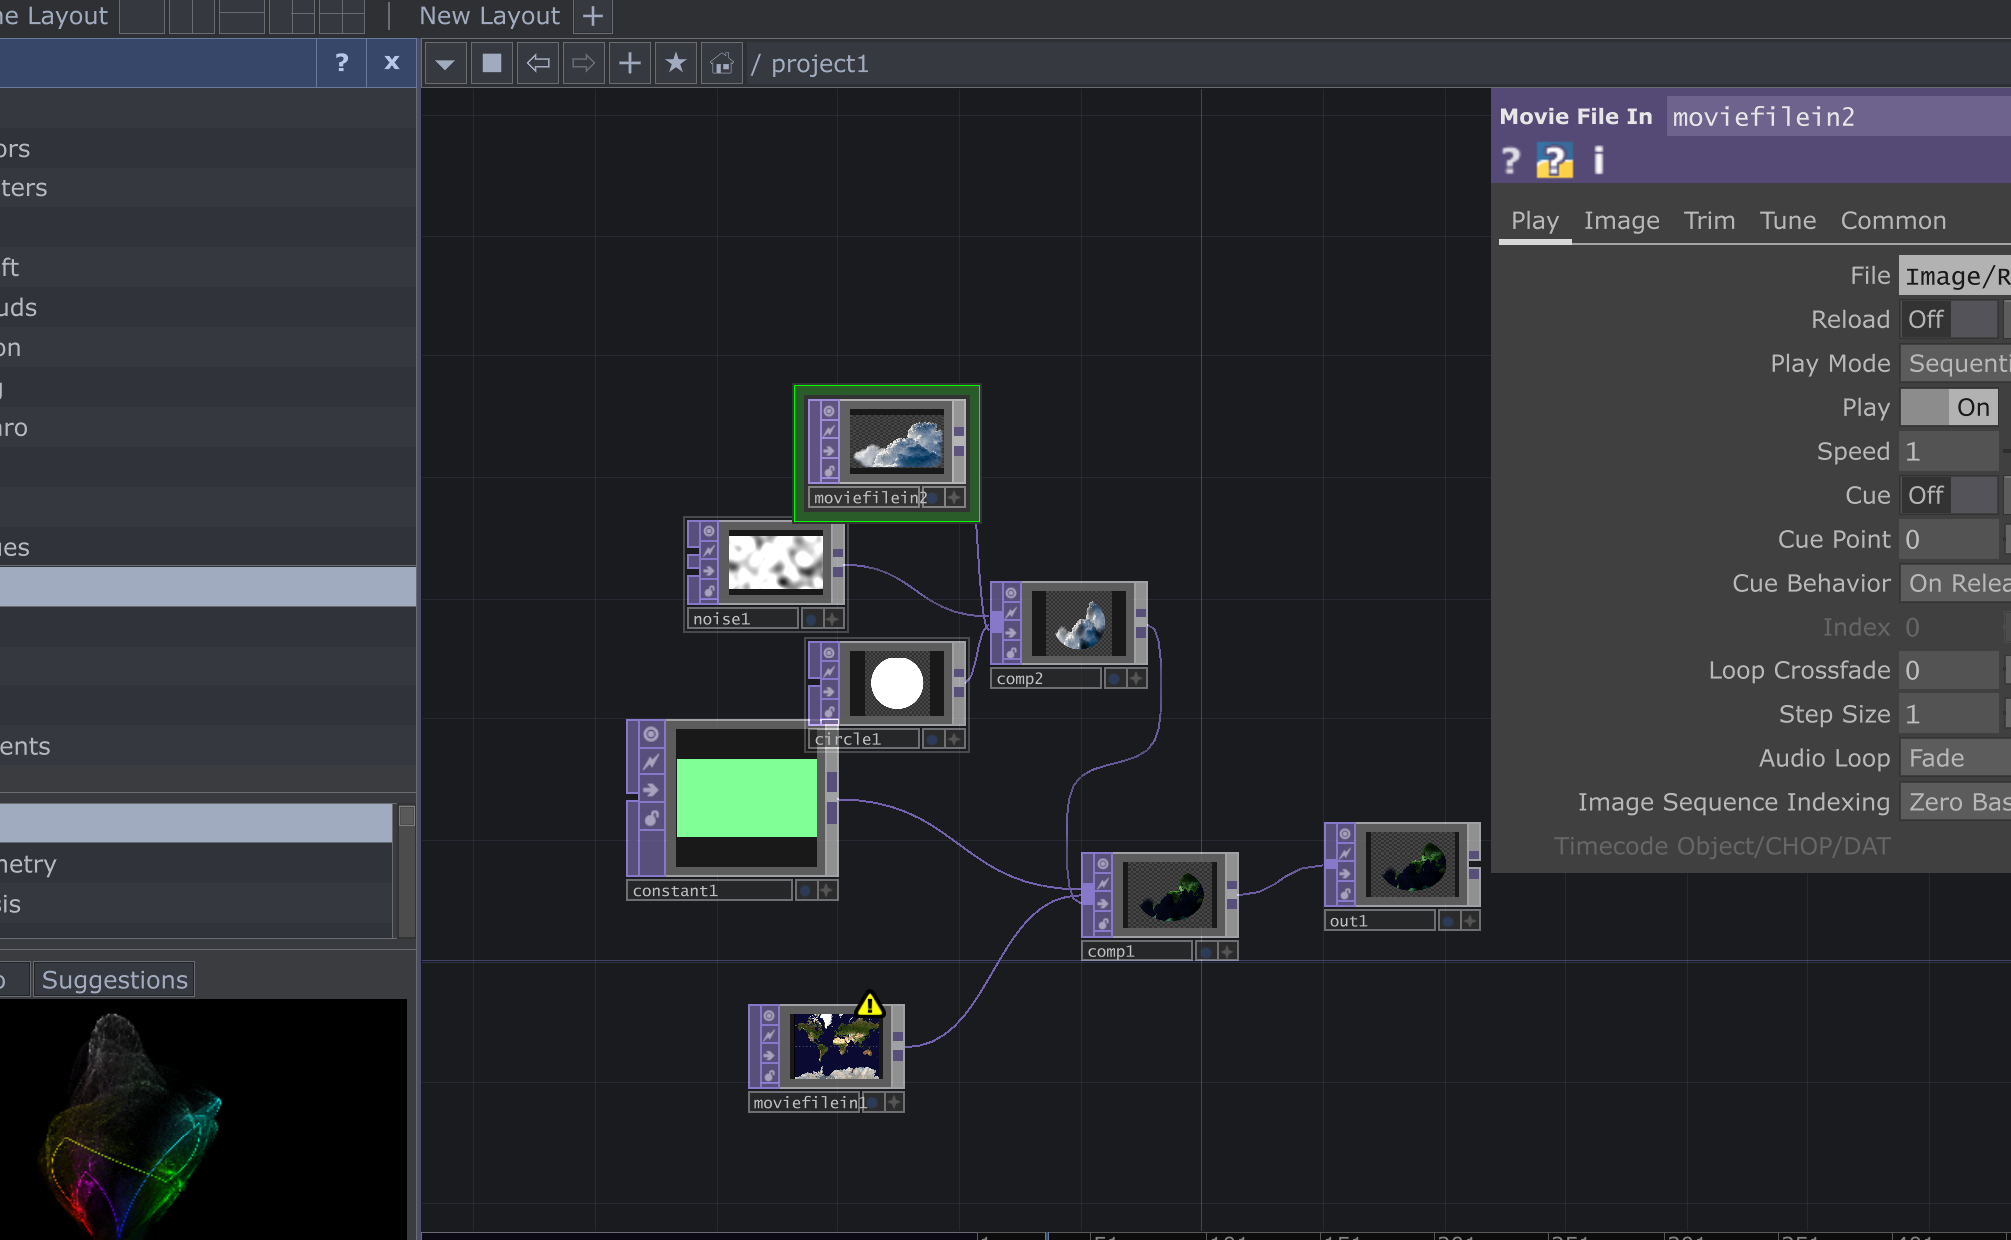 ne Layout
New Layout +
? x
/ project1
ors
ters
ft
uds
on
g
aro
ues
ents
metry
sis
Suggestions
Movie File In moviefilein2
? ? i
Play Image Trim Tune Common
File Image/R
Reload Off
Play Mode Sequenti
Play On
Speed 1
Cue Off
Cue Point 0
Cue Behavior On Relea
Index 0
Loop Crossfade 0
Step Size 1
Audio Loop Fade
Image Sequence Indexing Zero Bas
Timecode Object/CHOP/DAT
moviefilein2
noise1
comp2
circle1
constant1
out1
comp1
moviefilein1